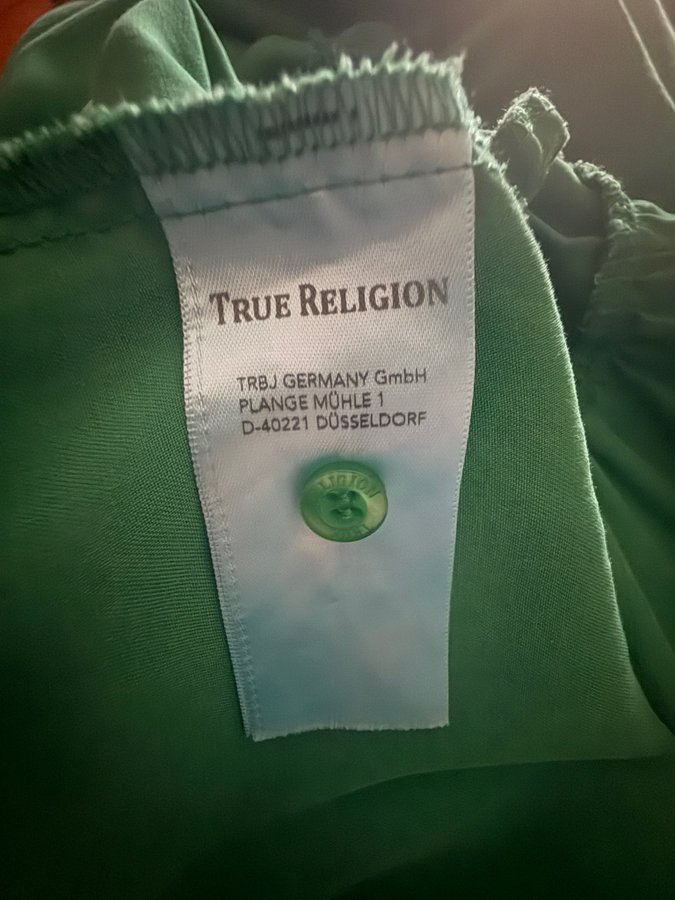 TRUE RELIGION
TRBJ GERMANY GmbH
PLANGE MÜHLE 1
D-40221 DÜSSELDORF